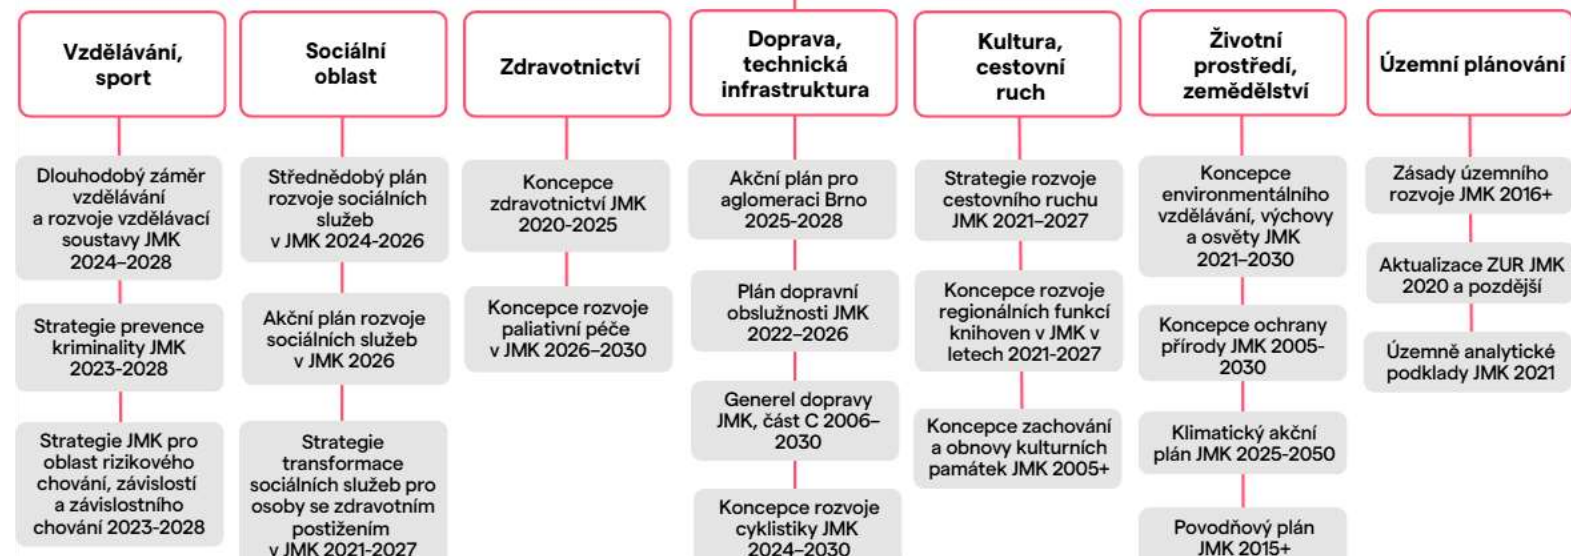 Vzdělávání,
sport
Dlouhodobý záměr
vzdělávání
a rozvoje vzdělávací
soustavy JMK
2024–2028
Strategie prevence
kriminality JMK
2023-2028
Strategie JMK pro
oblast rizikového
chování, závislostí
a závislostního
chování 2023-2028
Sociální
oblast
Střednědobý plán
rozvoje sociálních
služeb
v JMK 2024-2026
Akční plán rozvoje
sociálních služeb
v JMK 2026
Strategie
transformace
sociálních služeb pro
osoby se zdravotním
postižením
v JMK 2021-2027
Zdravotnictví
Koncepce
zdravotnictví JMK
2020-2025
Koncepce rozvoje
paliativní péče
v JMK 2026–2030
Doprava,
technická
infrastruktura
Akční plán pro
aglomeraci Brno
2025-2028
Plán dopravní
obslužnosti JMK
2022–2026
Generel dopravy
JMK, část C 2006–
2030
Koncepce rozvoje
cyklistiky JMK
2024–2030
Kultura,
cestovní
ruch
Strategie rozvoje
cestovního ruchu
JMK 2021–2027
Koncepce rozvoje
regionálních funkcí
knihoven v JMK v
letech 2021-2027
Koncepce zachování
a obnovy kulturních
památek JMK 2005+
Životní
prostředí,
zemědělství
Koncepce
environmentálního
vzdělávání, výchovy
a osvěty JMK
2021–2030
Koncepce ochrany
přírody JMK 2005-
2030
Klimatický akční
plán JMK 2025-2050
Povodňový plán
JMK 2015+
Územní plánování
Zásady územního
rozvoje JMK 2016+
Aktualizace ZUR JMK
2020 a pozdější
Územně analytické
podklady JMK 2021